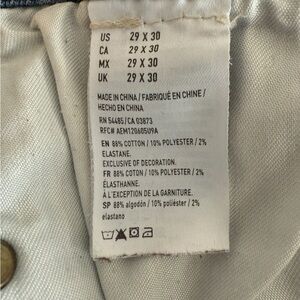 US 29 X 30
CA 29 X 30
MX 29 X 30
UK 29 X 30
MADE IN CHINA / FABRIQUÉ EN CHINE /
HECHO EN CHINA
RN 54485/CA 03873
RFC# AEM120605U9A
EN 88% COTTON / 10% POLYESTER / 2%
ELASTANE.
EXCLUSIVE OF DECORATION.
FR 88% COTON / 10% POLYESTER / 2%
ÉLASTHANNE.
À L'EXCEPTION DE LA GARNITURE.
SP 88% algodón / 10% poliéster / 2%
elastano